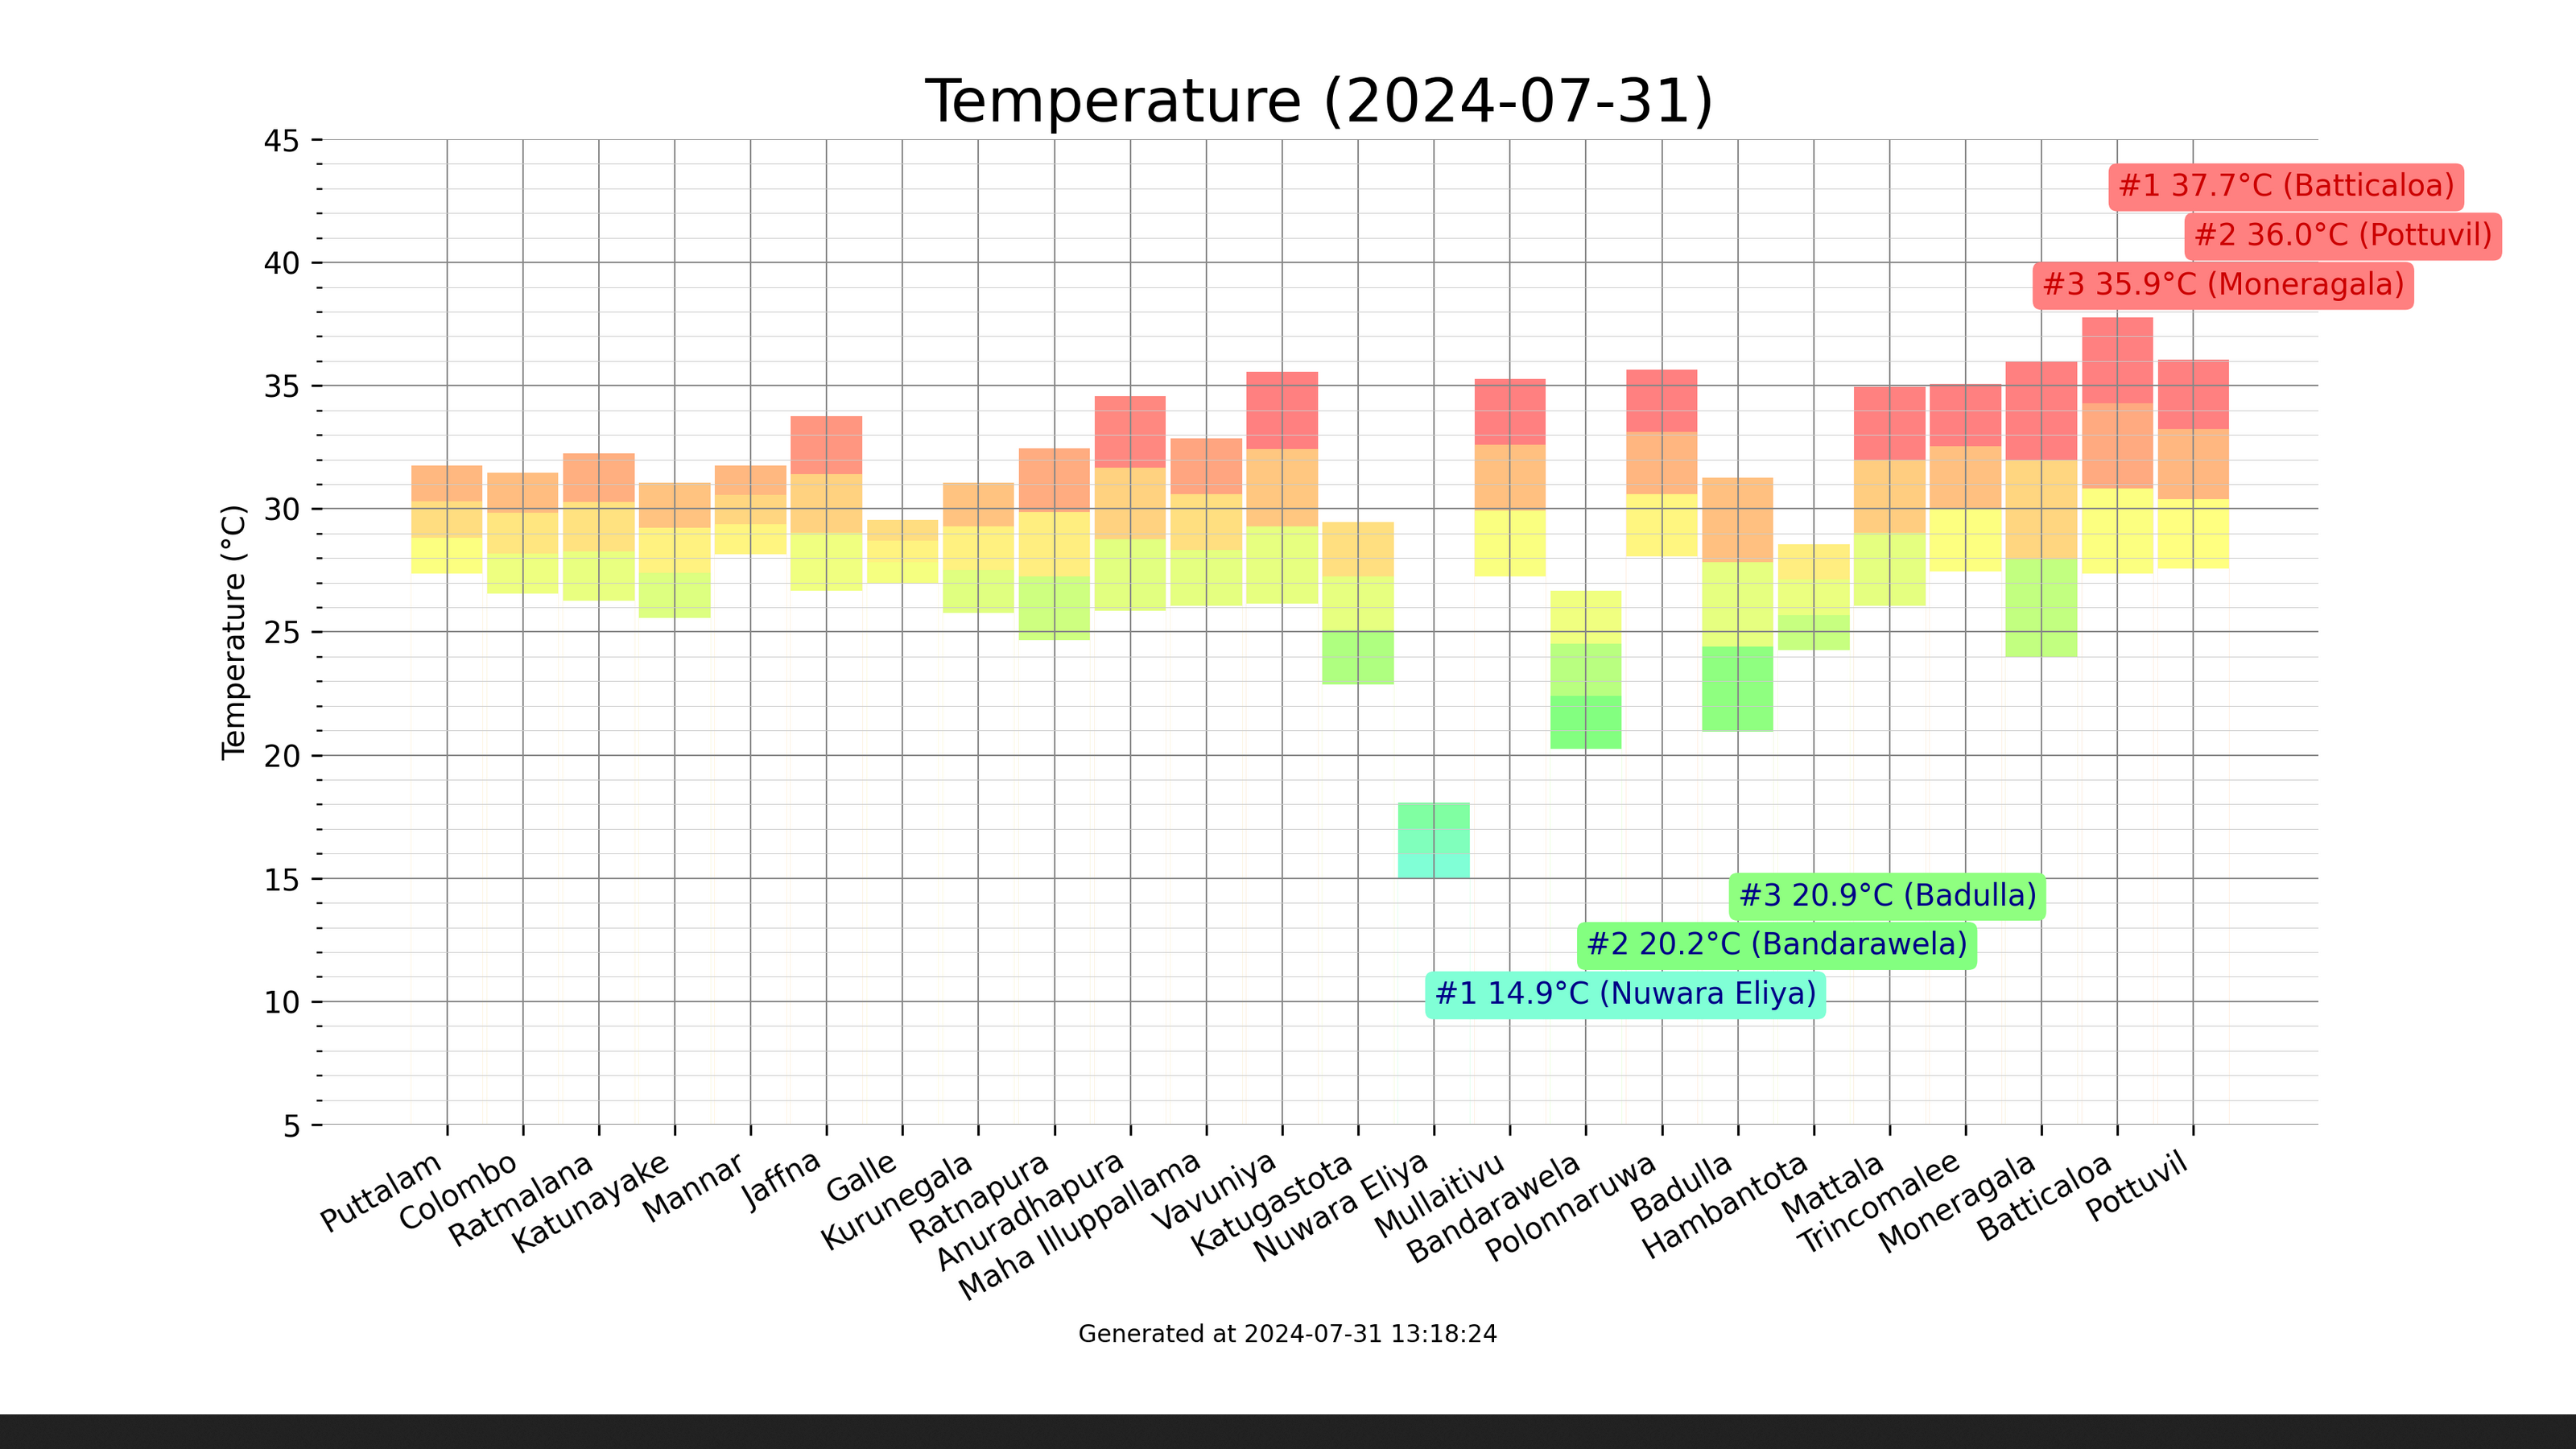 Temperature (2024-07-31)
45
40
35
30
25
20
15
10
5
Temperature (°C)
#1 37.7°C (Batticaloa)
#2 36.0°C (Pottuvil)
#3 35.9°C (Moneragala)
#3 20.9°C (Badulla)
#2 20.2°C (Bandarawela)
#1 14.9°C (Nuwara Eliya)
Puttalam
Colombo
Ratmalana
Katunayake
Mannar
Jaffna
Galle
Kurunegala
Ratnapura
Anuradhapura
Maha Illuppallama
Vavuniya
Katugastota
Nuwara Eliya
Mullaitivu
Bandarawela
Polonnaruwa
Badulla
Hambantota
Mattala
Trincomalee
Moneragala
Batticaloa
Pottuvil
Generated at 2024-07-31 13:18:24